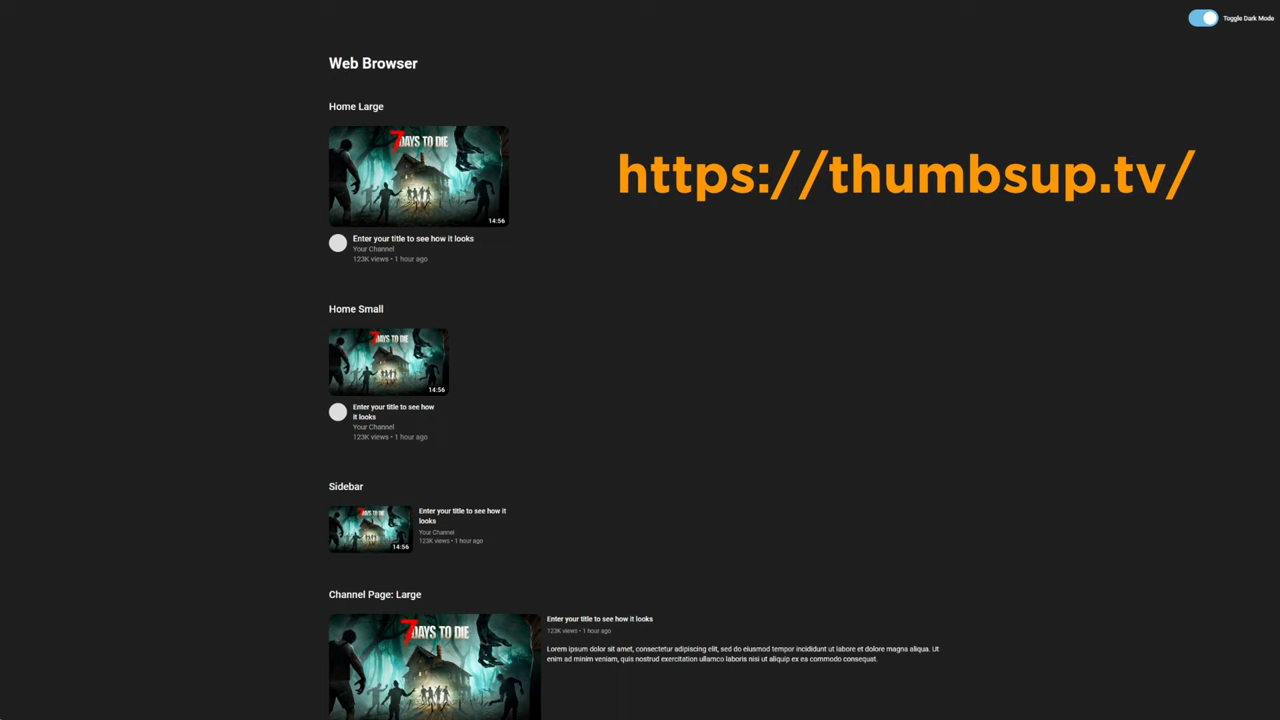 Toggle Dark Mode
Web Browser
Home Large
7 DAYS TO DIE
14:56
Enter your title to see how it looks
Your Channel
123K views • 1 hour ago
https://thumbsup.tv/
Home Small
7 DAYS TO DIE
14:56
Enter your title to see how
it looks
Your Channel
123K views • 1 hour ago
Sidebar
7 DAYS TO DIE
14:56
Enter your title to see how it
looks
Your Channel
123K views • 1 hour ago
Channel Page: Large
7 DAYS TO DIE
Enter your title to see how it looks
123K views • 1 hour ago
Lorem ipsum dolor sit amet, consectetur adipiscing elit, sed do eiusmod tempor incididunt ut labore et dolore magna aliqua. Ut
enim ad minim veniam, quis nostrud exercitation ullamco laboris nisi ut aliquip ex ea commodo consequat.